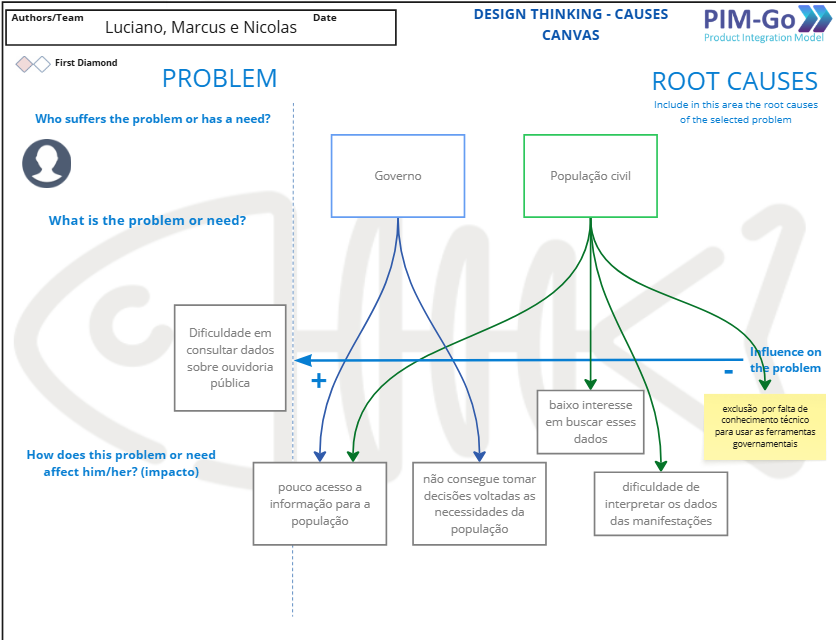 Authors/Team
Luciano, Marcus e Nicolas
Date
DESIGN THINKING - CAUSES
CANVAS
PIM-Go
Product Integration Model
First Diamond
PROBLEM
ROOT CAUSES
Include in this area the root causes
of the selected problem
Who suffers the problem or has a need?
Governo
População civil
What is the problem or need?
Dificuldade em
consultar dados
sobre ouvidoria
pública
Influence on
the problem
+
-
baixo interesse
em buscar esses
dados
exclusão por falta de
conhecimento técnico
para usar as ferramentas
governamentais
How does this problem or need
affect him/her? (impacto)
pouco acesso a
informação para a
população
não consegue tomar
decisões voltadas as
necessidades da
população
dificuldade de
interpretar os dados
das manifestações